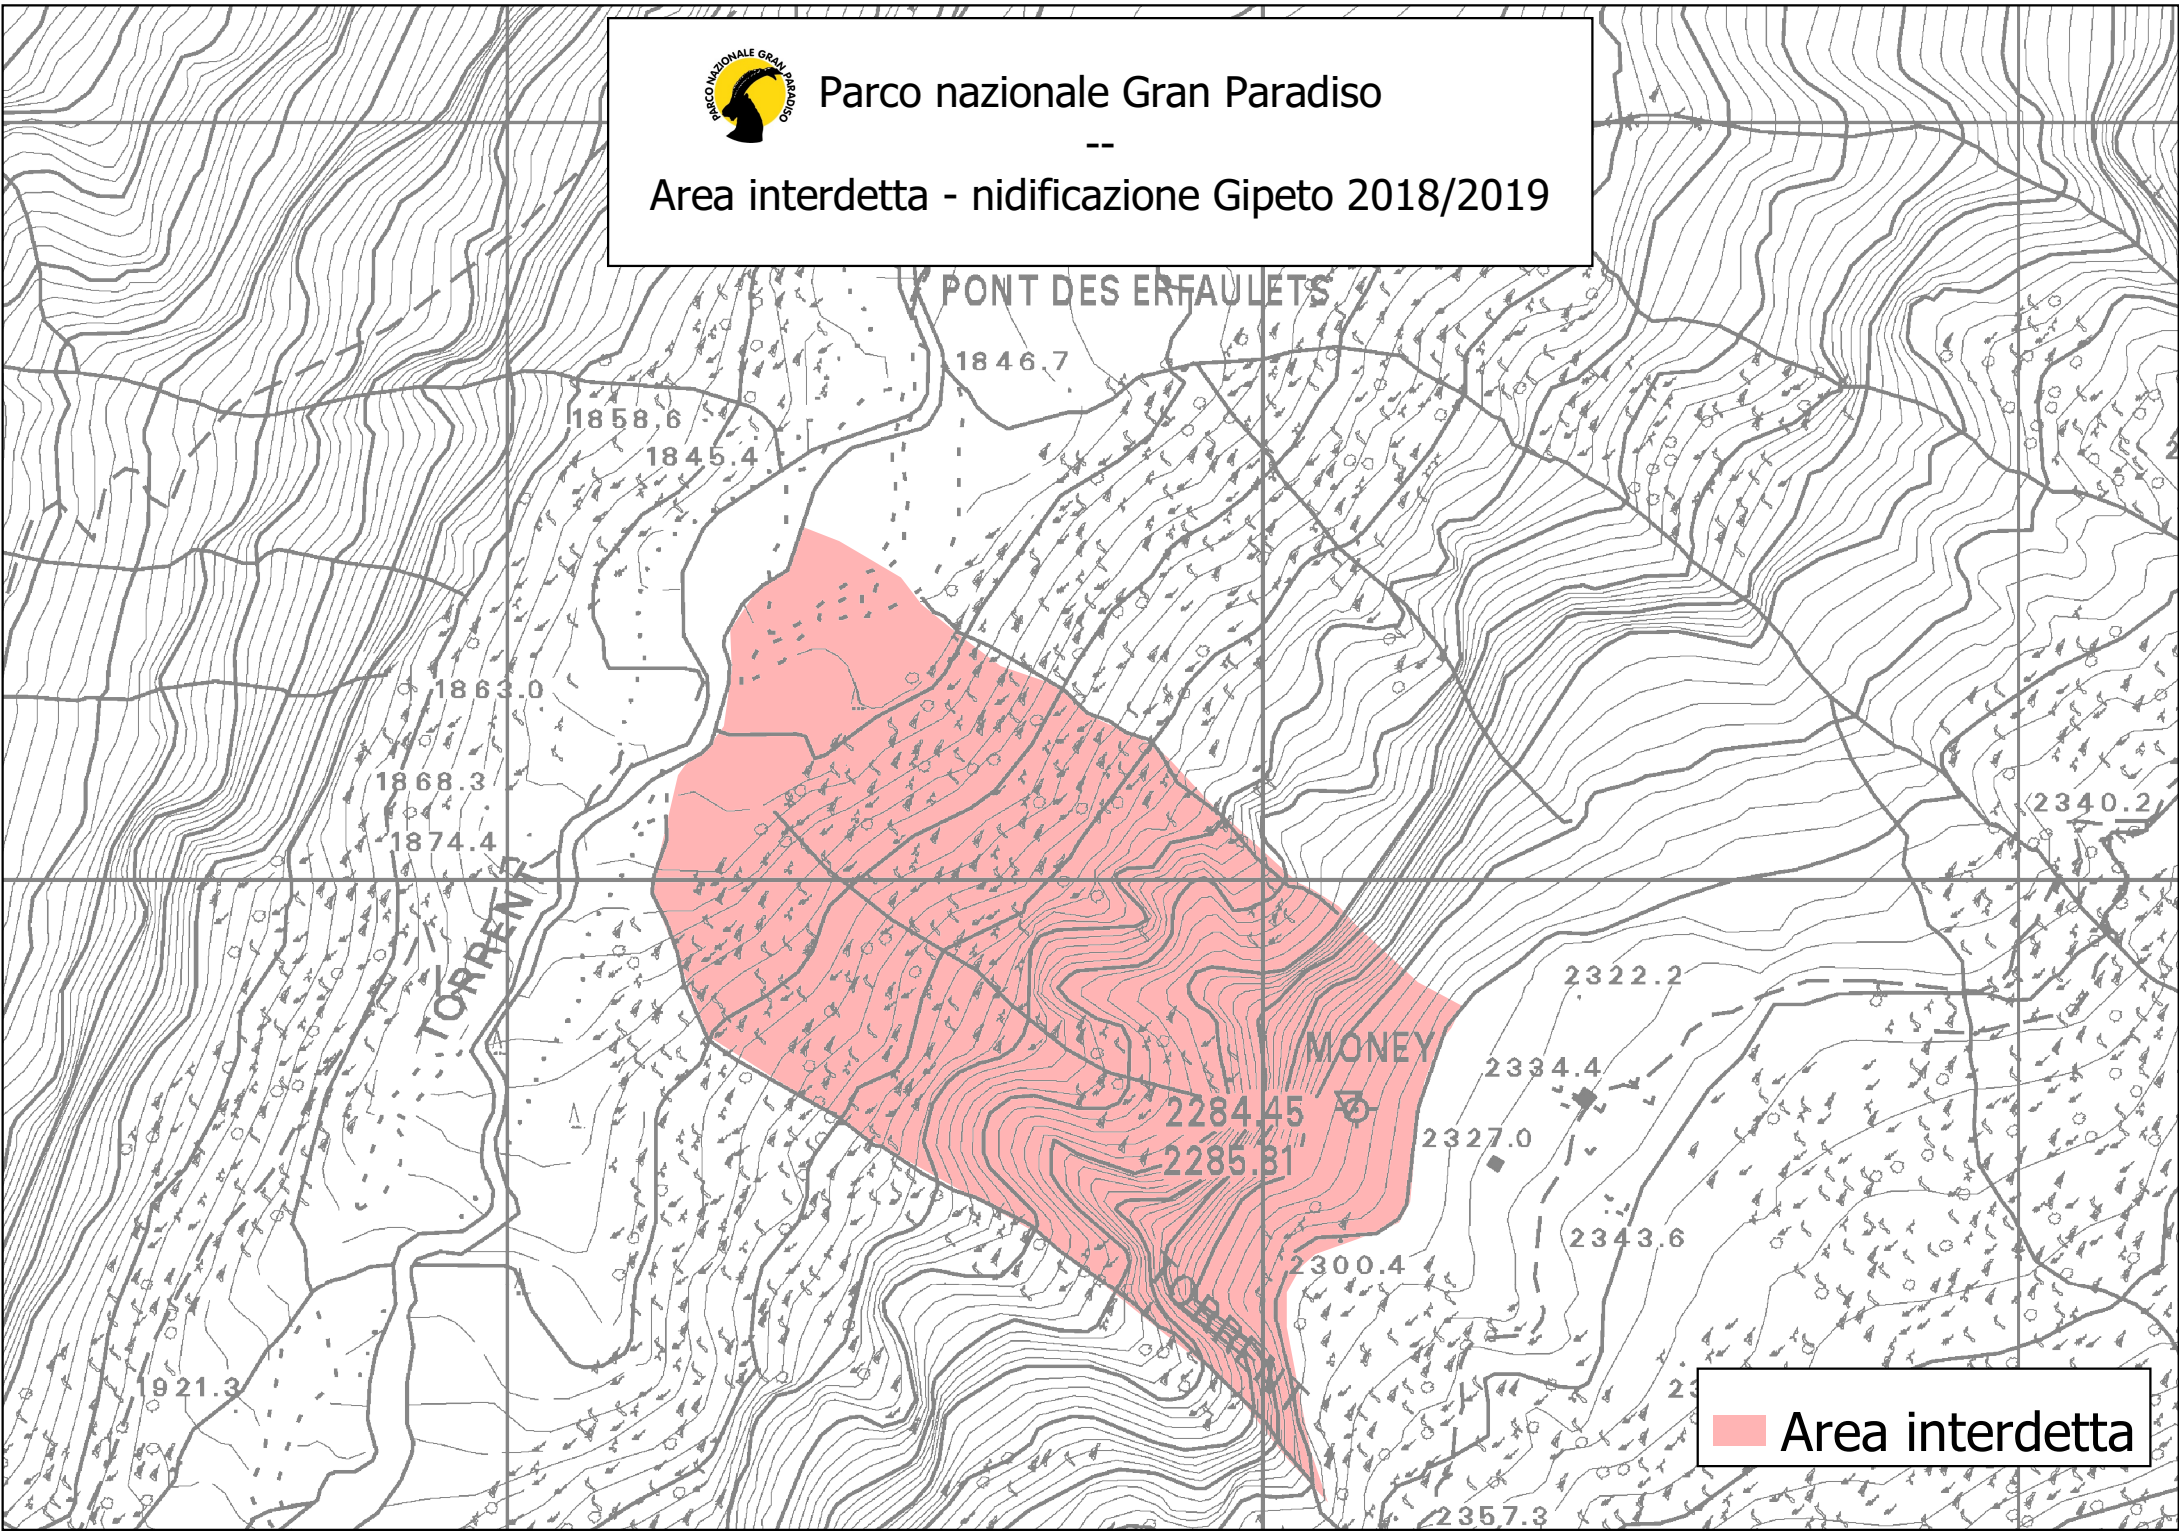 PARCO NAZIONALE GRAN PARADISO
Parco nazionale Gran Paradiso
--
Area interdetta - nidificazione Gipeto 2018/2019
PONT DES ERFAULETS
1846.7
1858.6
1845.4
1863.0
1868.3
2340.2
1874.4
TORRENT
2322.2
MONEY
2334.4
2284.45
2327.0
2285.81
2343.6
2300.4
TORRENT
1921.3
Area interdetta
2357.3